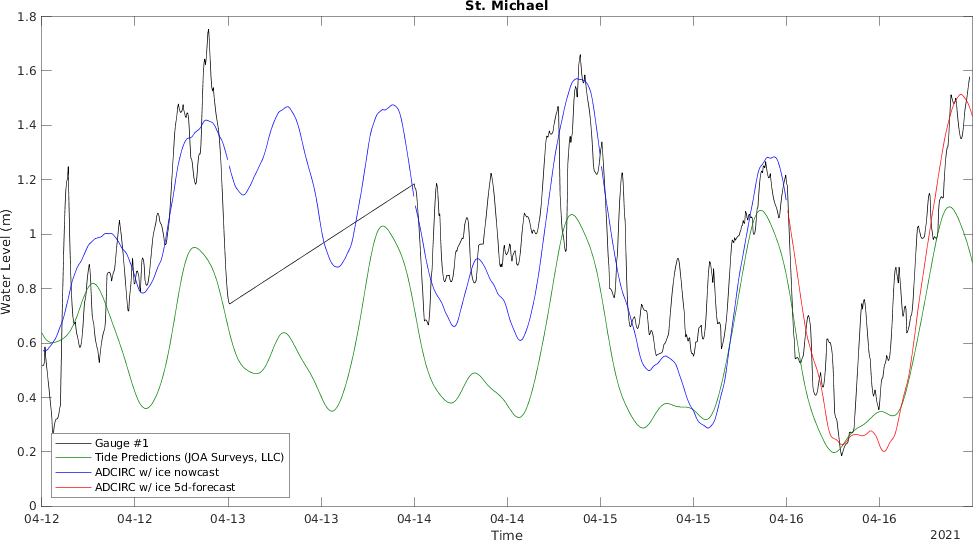 St. Michael
1.8
1.6
1.4
1.2
1
0.8
0.6
0.4
0.2
0
Water Level (m)
Gauge #1
Tide Predictions (JOA Surveys, LLC)
ADCIRC w/ ice nowcast
ADCIRC w/ ice 5d-forecast
04-12 04-12 04-13 04-13 04-14 04-14 04-15 04-15 04-16 04-16
Time
2021